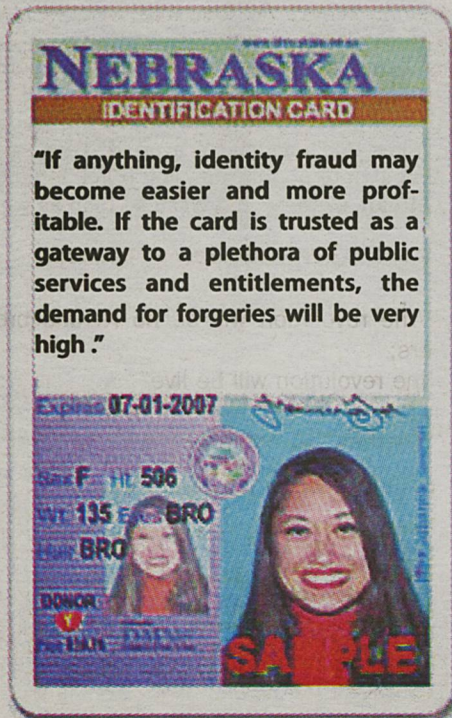 NEBRASKA
IDENTIFICATION CARD
“If anything, identity fraud may
become easier and more prof-
itable. If the card is trusted as a
gateway to a plethora of public
services and entitlements, the
demand for forgeries will be very
high .”
Expires 07-01-2007
Sex F Ht 506
Wt 135 Eyes BRO
Hair BRO
DONOR
Y
SAMPLE